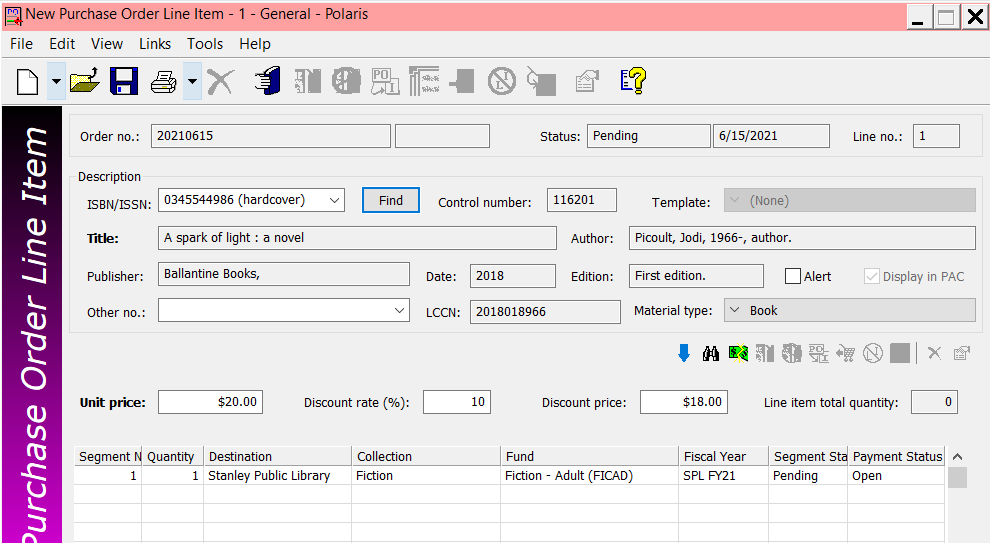 New Purchase Order Line Item - 1 - General - Polaris
File Edit View Links Tools Help
Purchase Order Line Item
Order no.: 20210615 Status: Pending 6/15/2021 Line no.: 1
Description
ISBN/ISSN: 0345544986 (hardcover) Find Control number: 116201 Template: (None)
Title: A spark of light : a novel Author: Picoult, Jodi, 1966-, author.
Publisher: Ballantine Books, Date: 2018 Edition: First edition. Alert Display in PAC
Other no.: LCCN: 2018018966 Material type: Book
Unit price: $20.00 Discount rate (%): 10 Discount price: $18.00 Line item total quantity: 0
Segment N Quantity Destination Collection Fund Fiscal Year Segment Sta Payment Status
1 1 Stanley Public Library Fiction Fiction - Adult (FICAD) SPL FY21 Pending Open